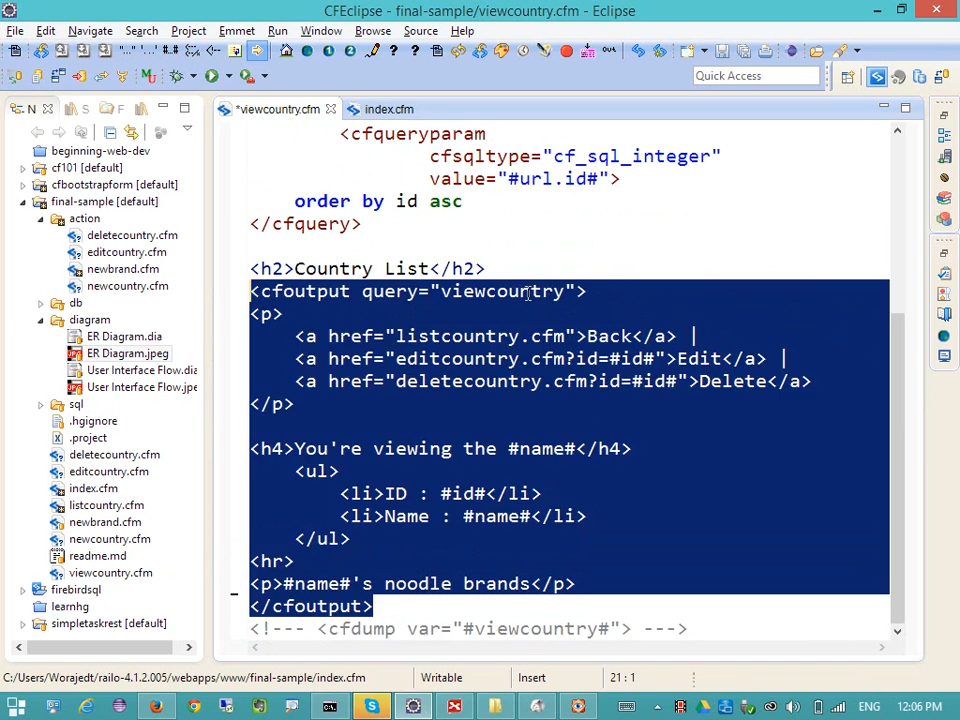 CFEclipse - final-sample/viewcountry.cfm - Eclipse
File Edit Navigate Search Project Emmet Run Window Browse Source Help
Quick Access
N S F
*viewcountry.cfm index.cfm
beginning-web-dev
cf101 [default]
cfbootstrapform [default]
final-sample [default]
action
deletecountry.cfm
editcountry.cfm
newbrand.cfm
newcountry.cfm
db
diagram
ER Diagram.dia
ER Diagram.jpeg
User Interface Flow.dia
User Interface Flow.jpe
sql
.hgignore
.project
deletecountry.cfm
editcountry.cfm
index.cfm
listcountry.cfm
newbrand.cfm
newcountry.cfm
readme.md
viewcountry.cfm
firebirdsql
learnhg
simpletaskrest [default]
<cfqueryparam
cfsqltype="cf_sql_integer"
value="#url.id#">
order by id asc
</cfquery>
<h2>Country List</h2>
<cfoutput query="viewcountry">
<p>
<a href="listcountry.cfm">Back</a> |
<a href="editcountry.cfm?id=#id#">Edit</a> |
<a href="deletecountry.cfm?id=#id#">Delete</a>
</p>
<h4>You're viewing the #name#</h4>
<ul>
<li>ID : #id#</li>
<li>Name : #name#</li>
</ul>
<hr>
<p>#name#'s noodle brands</p>
</cfoutput>
<!--- <cfdump var="#viewcountry#"> --->
C:/Users/Worajedt/railo-4.1.2.005/webapps/www/final-sample/index.cfm Writable Insert 21 : 1
ENG 12:06 PM